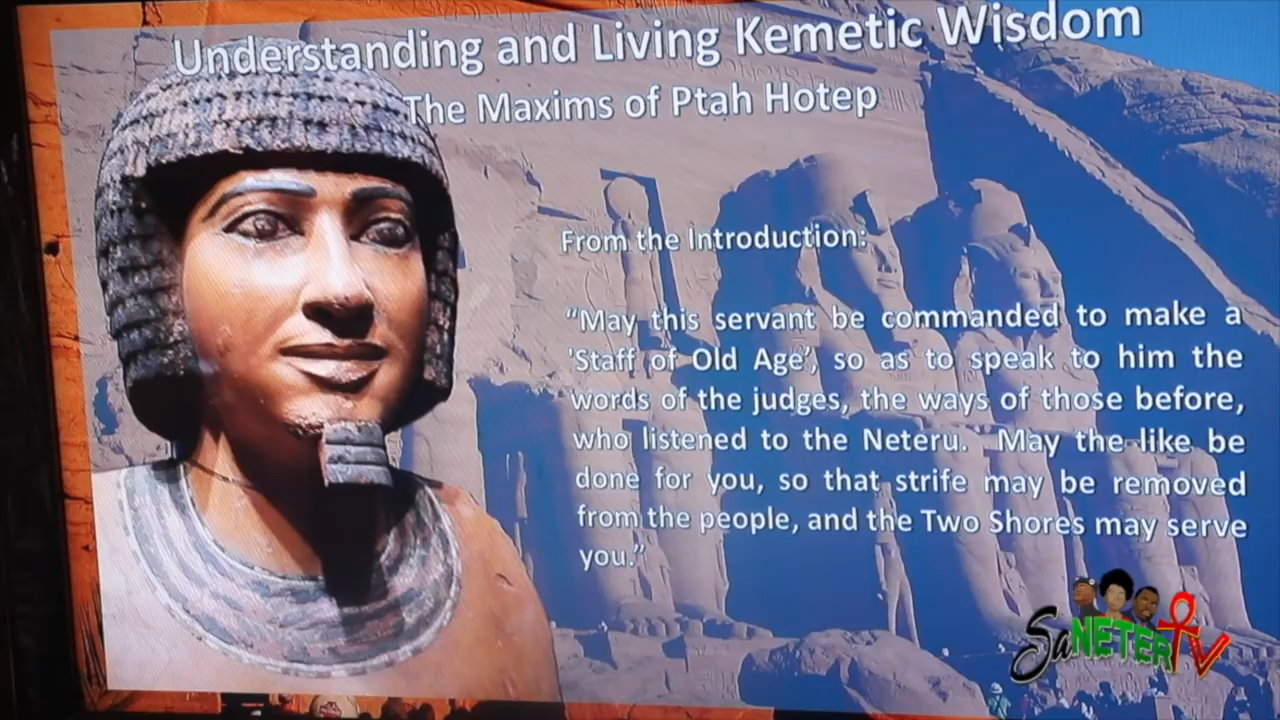 Understanding and Living Kemetic Wisdom
The Maxims of Ptah Hotep
From the Introduction:
“May this servant be commanded to make a
'Staff of Old Age’, so as to speak to him the
words of the judges, the ways of those before,
who listened to the Neteru. May the like be
done for you, so that strife may be removed
from the people, and the Two Shores may serve
you.”
SaNETER TV